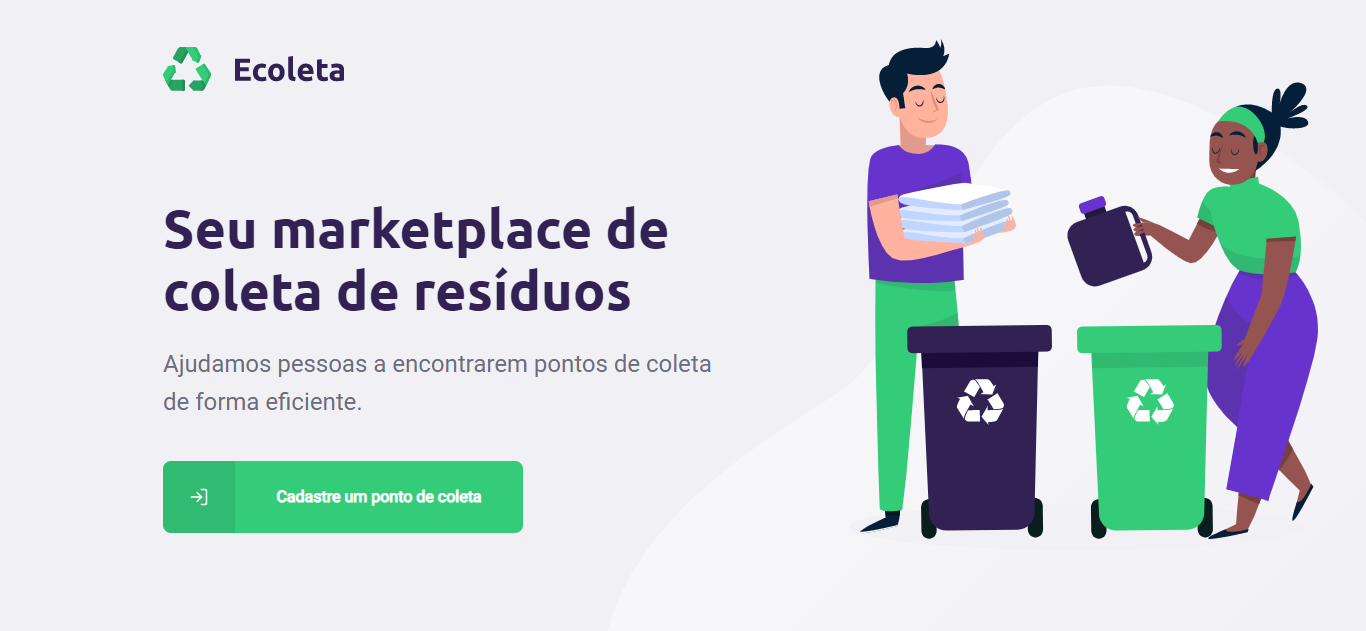 Ecoleta
Seu marketplace de
coleta de resíduos
Ajudamos pessoas a encontrarem pontos de coleta
de forma eficiente.
Cadastre um ponto de coleta